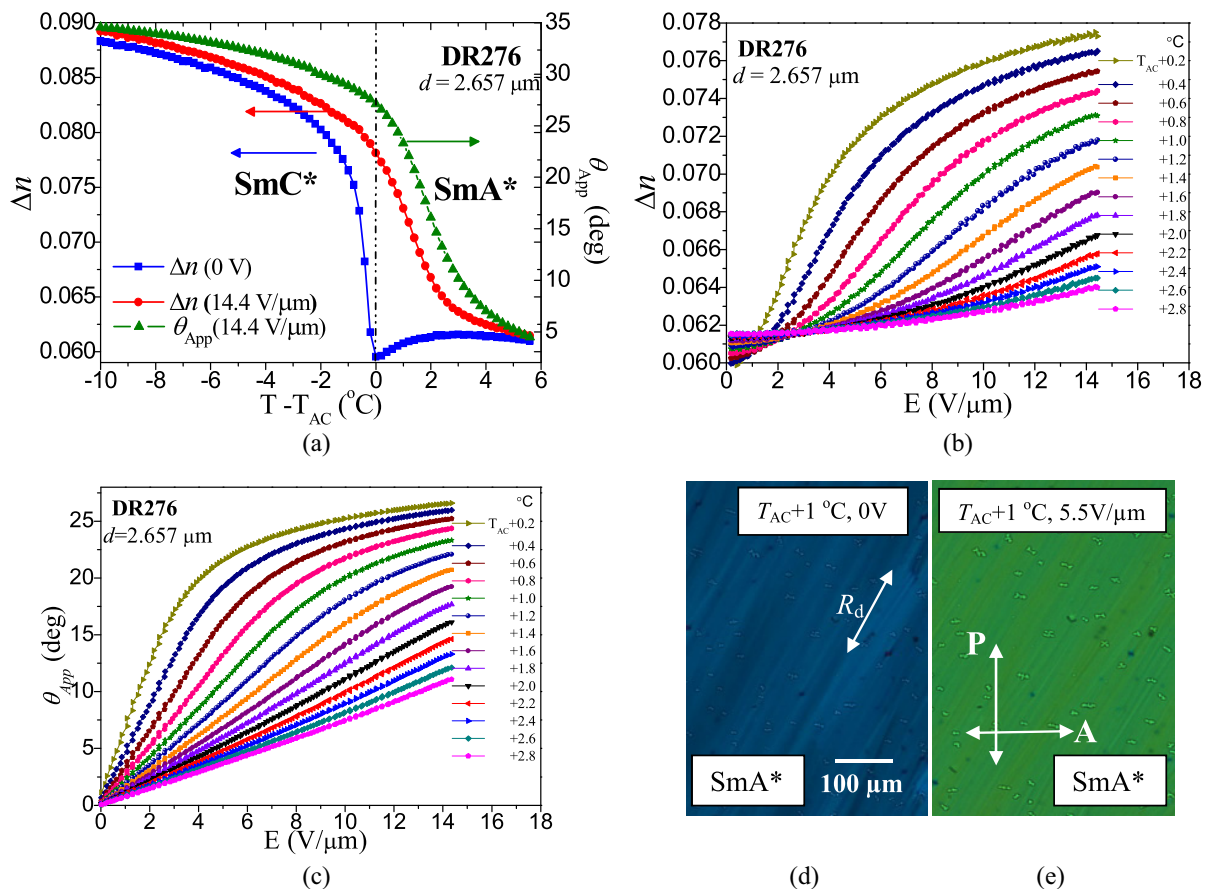 0.090
0.085
0.080
0.075
0.070
0.065
0.060
Δn
35
30
25
20
15
10
5
θApp (deg)
DR276
d = 2.657 μm
SmC*
SmA*
Δn (0 V)
Δn (14.4 V/μm)
θApp(14.4 V/μm)
-10 -8 -6 -4 -2 0 2 4 6
T -TAC (°C)
(a)
0.078
0.076
0.074
0.072
0.070
0.068
0.066
0.064
0.062
0.060
Δn
DR276
d = 2.657 μm
°C
TAC+0.2
+0.4
+0.6
+0.8
+1.0
+1.2
+1.4
+1.6
+1.8
+2.0
+2.2
+2.4
+2.6
+2.8
0 2 4 6 8 10 12 14 16 18
E (V/μm)
(b)
25
20
15
10
5
0
θApp (deg)
DR276
d=2.657 μm
°C
TAC+0.2
+0.4
+0.6
+0.8
+1.0
+1.2
+1.4
+1.6
+1.8
+2.0
+2.2
+2.4
+2.6
+2.8
0 2 4 6 8 10 12 14 16 18
E (V/μm)
(c)
TAC+1 °C, 0V
Rd
100 μm
SmA*
(d)
TAC+1 °C, 5.5V/μm
P
A
SmA*
(e)